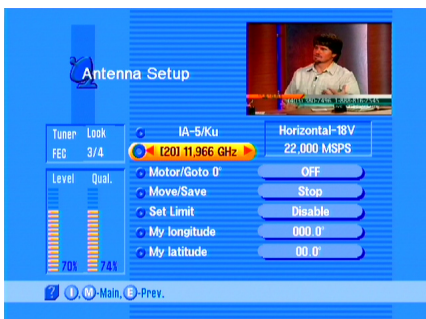 Antenna Setup
Tuner Look
FEC 3/4
Level Qual.
70% 74%
IA-5/Ku
Horizontal-18V
[20] 11,966 GHz
22,000 MSPS
Motor/Goto 0° OFF
Move/Save Stop
Set Limit Disable
My longitude 000.0°
My latitude 00.0°
? I, M-Main, E-Prev.